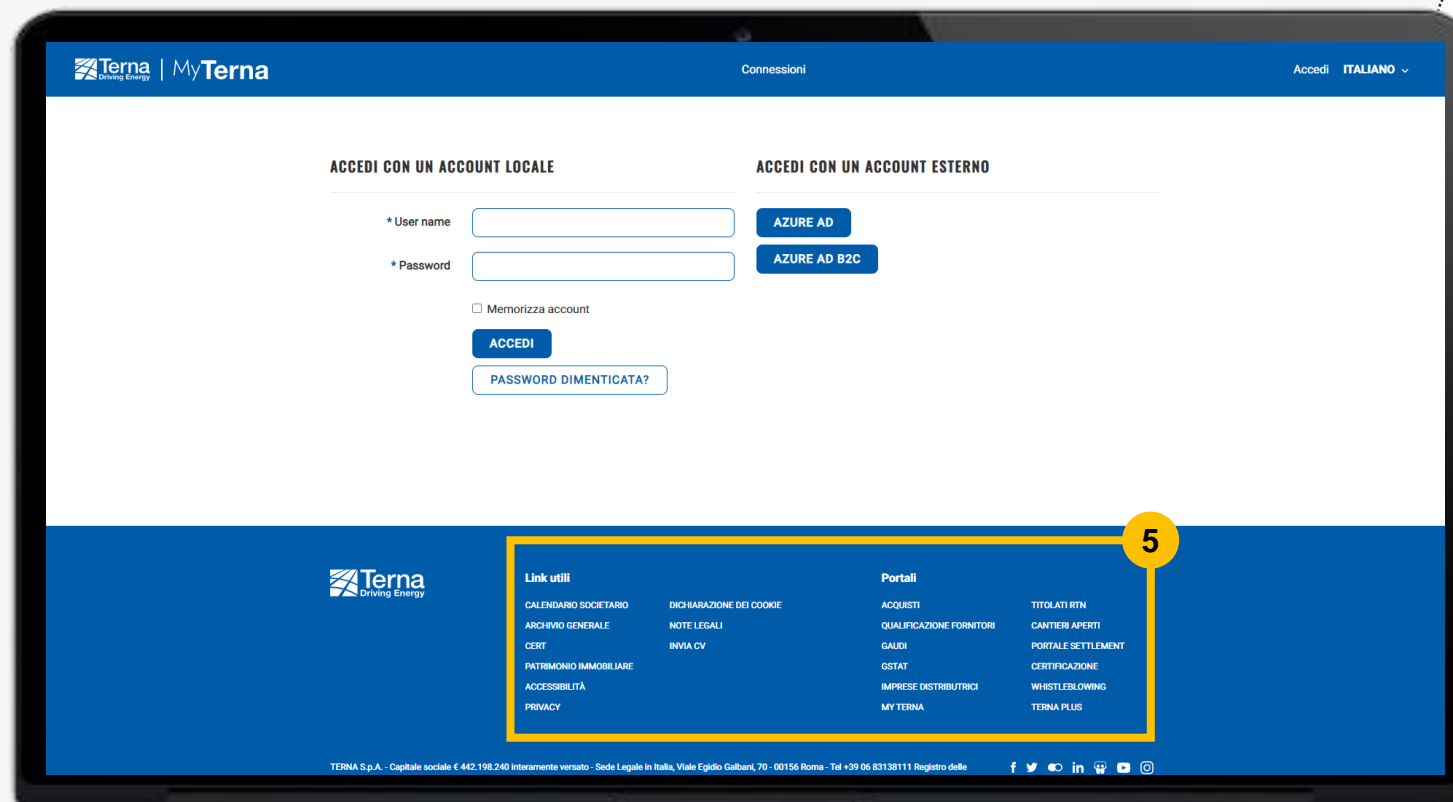 Terna
Driving Energy
MyTerna
Connessioni
Accedi ITALIANO
ACCEDI CON UN ACCOUNT LOCALE
* User name
* Password
Memorizza account
ACCEDI
PASSWORD DIMENTICATA?
ACCEDI CON UN ACCOUNT ESTERNO
AZURE AD
AZURE AD B2C
5
Terna
Driving Energy
Link utili
CALENDARIO SOCIETARIO
ARCHIVIO GENERALE
CERT
PATRIMONIO IMMOBILIARE
ACCESSIBILITÀ
PRIVACY
DICHIARAZIONE DEI COOKIE
NOTE LEGALI
INVIA CV
Portali
ACQUISTI
QUALIFICAZIONE FORNITORI
GAUDI
GSTAT
IMPRESE DISTRIBUTRICI
MY TERNA
TITOLATI RTN
CANTIERI APERTI
PORTALE SETTLEMENT
CERTIFICAZIONE
WHISTLEBLOWING
TERNA PLUS
TERNA S.p.A. - Capitale sociale € 442.198.240 interamente versato - Sede Legale in Italia, Viale Egidio Galbani, 70 - 00156 Roma - Tel +39 06 83138111 Registro delle